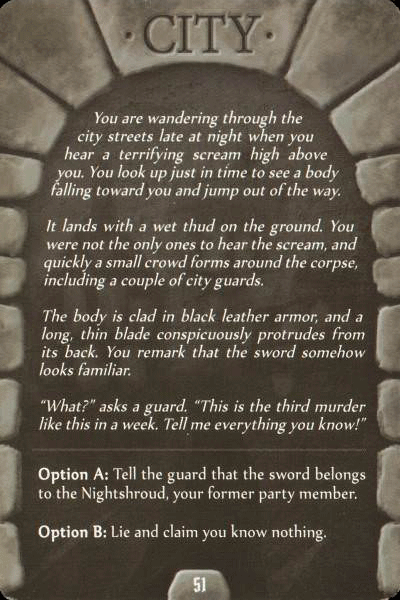 · CITY ·
You are wandering through the
city streets late at night when you
hear a terrifying scream high above
you. You look up just in time to see a body
falling toward you and jump out of the way.
It lands with a wet thud on the ground. You
were not the only ones to hear the scream, and
quickly a small crowd forms around the corpse,
including a couple of city guards.
The body is clad in black leather armor, and a
long, thin blade conspicuously protrudes from
its back. You remark that the sword somehow
looks familiar.
“What?” asks a guard. “This is the third murder
like this in a week. Tell me everything you know!”
Option A: Tell the guard that the sword belongs
to the Nightshroud, your former party member.
Option B: Lie and claim you know nothing.
51